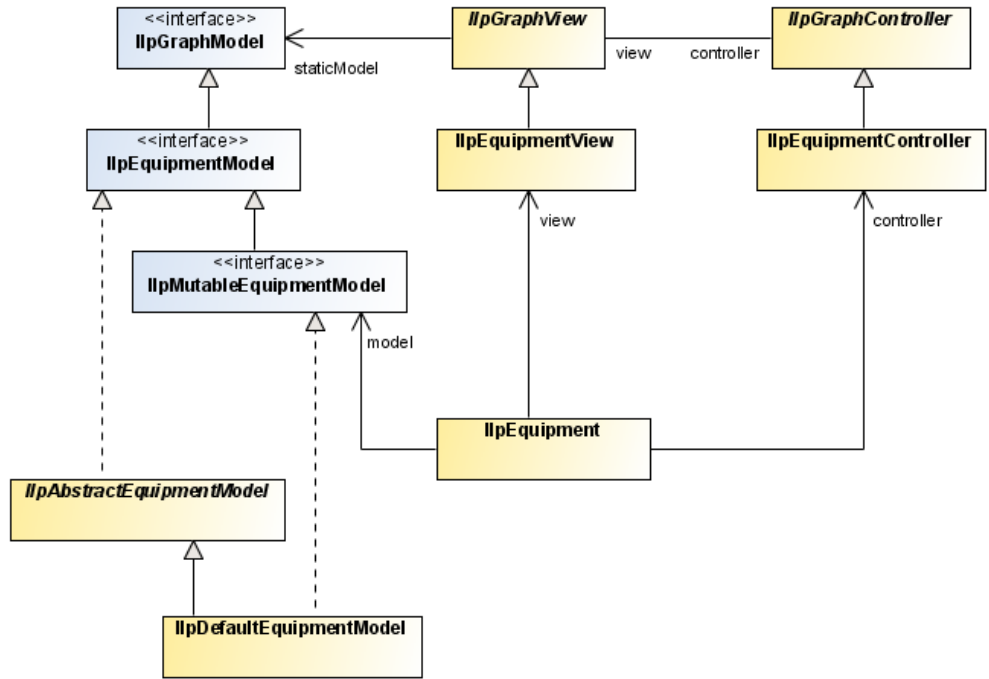 <<interface>>
IlpGraphModel
IlpGraphView
IlpGraphController
staticModel
view
controller
<<interface>>
IlpEquipmentModel
IlpEquipmentView
IlpEquipmentController
view
controller
<<interface>>
IlpMutableEquipmentModel
model
IlpEquipment
IlpAbstractEquipmentModel
IlpDefaultEquipmentModel